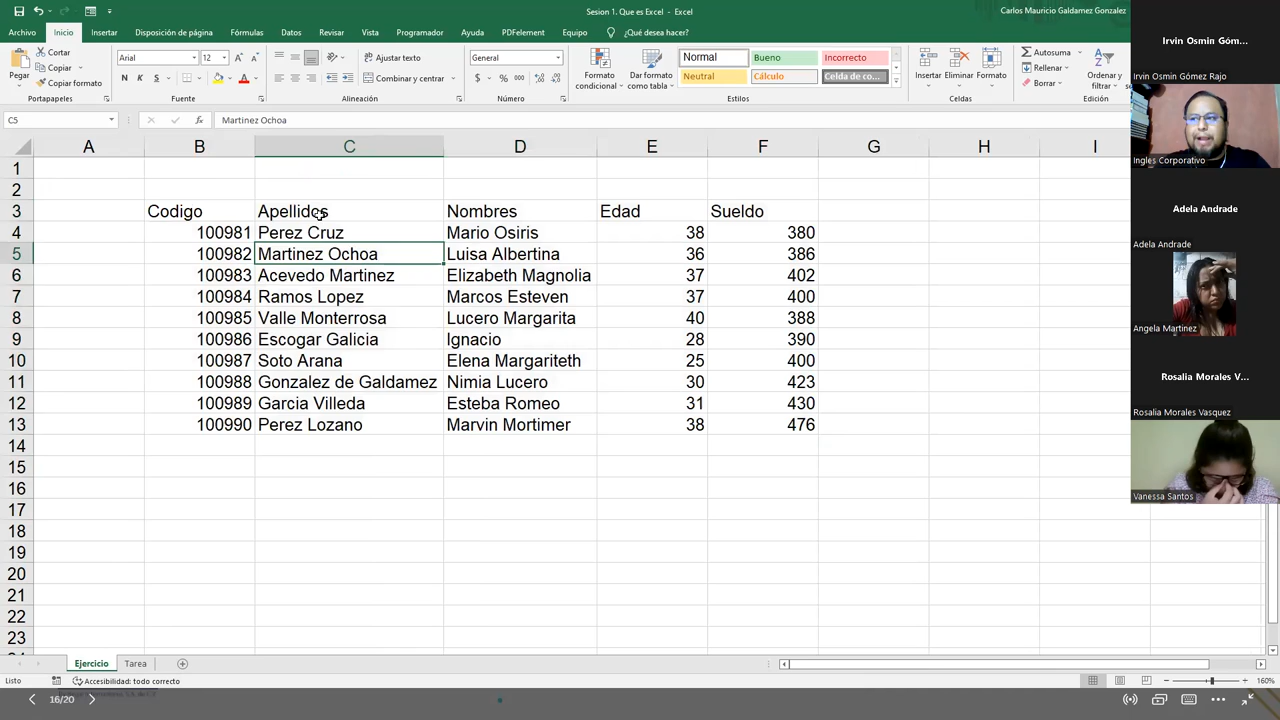 Sesion 1. Que es Excel - Excel
Carlos Mauricio Galdamez Gonzalez
Archivo Inicio Insertar Disposición de página Fórmulas Datos Revisar Vista Programador Ayuda PDFelement Equipo ¿Qué desea hacer?
Pegar
Cortar
Copiar
Copiar formato
Portapapeles
Arial 12
N K S
Fuente
Ajustar texto
Combinar y centrar
Alineación
General
$ % 000
Número
Formato condicional
Dar formato como tabla
Normal Bueno Incorrecto
Neutral Cálculo Celda de co...
Estilos
Insertar Eliminar Formato
Celdas
Autosuma
Rellenar
Borrar
Ordenar y filtrar
Edición
C5 fx Martinez Ochoa
A B C D E F G H I
1
2
3 Codigo Apellidos Nombres Edad Sueldo
4 100981 Perez Cruz Mario Osiris 38 380
5 100982 Martinez Ochoa Luisa Albertina 36 386
6 100983 Acevedo Martinez Elizabeth Magnolia 37 402
7 100984 Ramos Lopez Marcos Esteven 37 400
8 100985 Valle Monterrosa Lucero Margarita 40 388
9 100986 Escogar Galicia Ignacio 28 390
10 100987 Soto Arana Elena Margariteth 25 400
11 100988 Gonzalez de Galdamez Nimia Lucero 30 423
12 100989 Garcia Villeda Esteba Romeo 31 430
13 100990 Perez Lozano Marvin Mortimer 38 476
14
15
16
17
18
19
20
21
22
23
Ejercicio Tarea
Listo Accesibilidad: todo correcto 160%
16/20
Irvin Osmin Góm...
Irvin Osmin Gómez Rajo
Ingles Corporativo
Adela Andrade
Adela Andrade
Angela Martinez
Rosalia Morales V...
Rosalia Morales Vasquez
Vanessa Santos